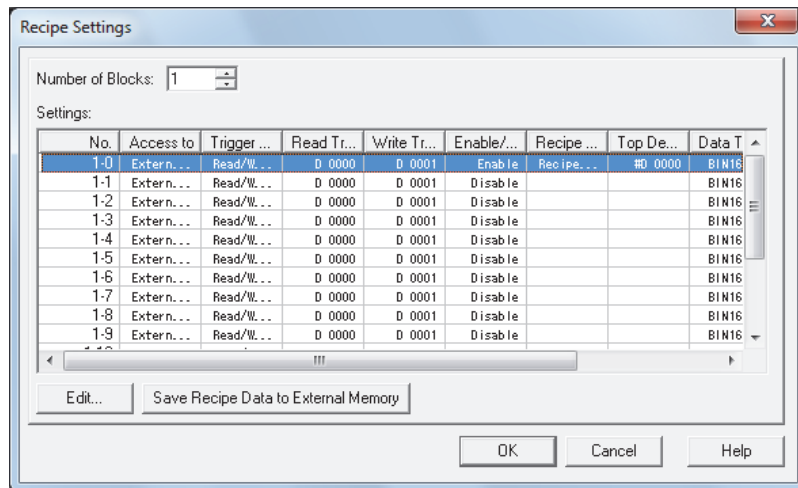 Recipe Settings
Number of Blocks: 1
Settings:
No. Access to Trigger ... Read Tr... Write Tr... Enable/... Recipe ... Top De... Data T
1-0 Extern... Read/W... D 0000 D 0001 Enable Recipe... #D 0000 BIN16
1-1 Extern... Read/W... D 0000 D 0001 Disable BIN16
1-2 Extern... Read/W... D 0000 D 0001 Disable BIN16
1-3 Extern... Read/W... D 0000 D 0001 Disable BIN16
1-4 Extern... Read/W... D 0000 D 0001 Disable BIN16
1-5 Extern... Read/W... D 0000 D 0001 Disable BIN16
1-6 Extern... Read/W... D 0000 D 0001 Disable BIN16
1-7 Extern... Read/W... D 0000 D 0001 Disable BIN16
1-8 Extern... Read/W... D 0000 D 0001 Disable BIN16
1-9 Extern... Read/W... D 0000 D 0001 Disable BIN16
Edit... Save Recipe Data to External Memory
OK Cancel Help